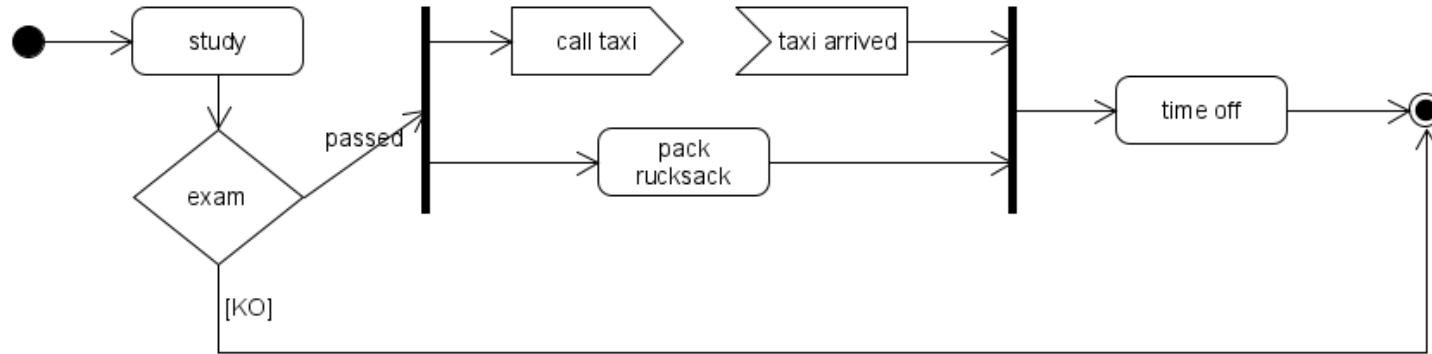 study
call taxi
taxi arrived
exam
passed
pack
rucksack
time off
[KO]